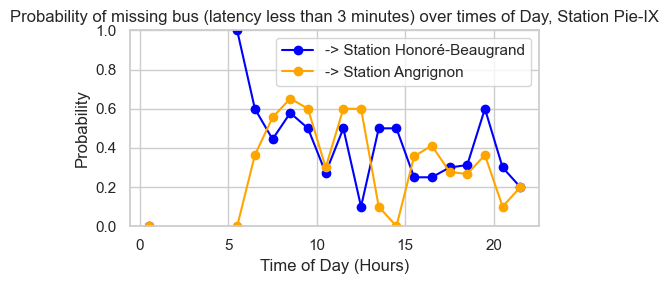 Probability of missing bus (latency less than 3 minutes) over times of Day, Station Pie-IX
1.0
0.8
0.6
0.4
0.2
0.0
Probability
-> Station Honoré-Beaugrand
-> Station Angrignon
0
5
10
15
20
Time of Day (Hours)